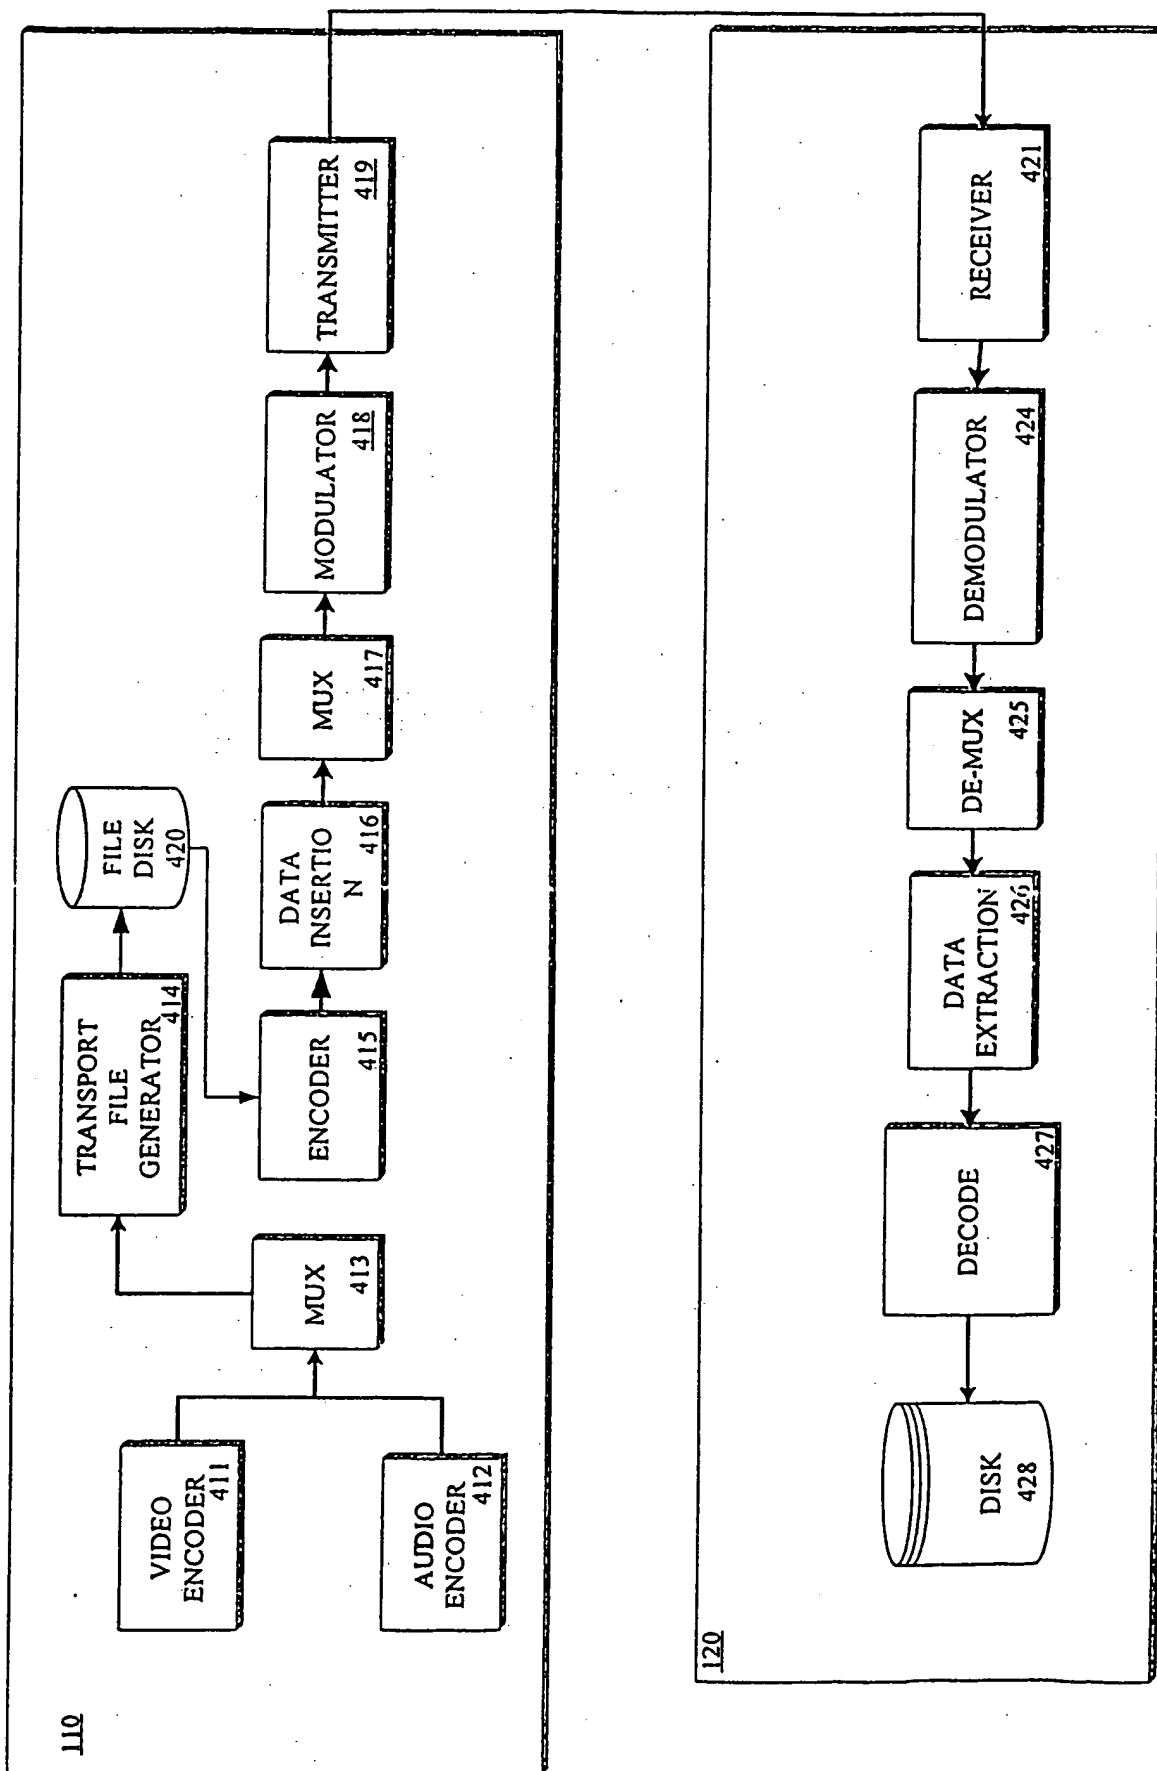 110
VIDEO
ENCODER
411
AUDIO
ENCODER
412
MUX
413
TRANSPORT
FILE
GENERATOR
414
FILE
DISK
420
ENCODER
415
DATA
INSERTIO
N
416
MUX
417
MODULATOR
418
TRANSMITTER
419
120
RECEIVER
421
DEMODULATOR
424
DE-MUX
425
DATA
EXTRACTION
426
DECODE
427
DISK
428